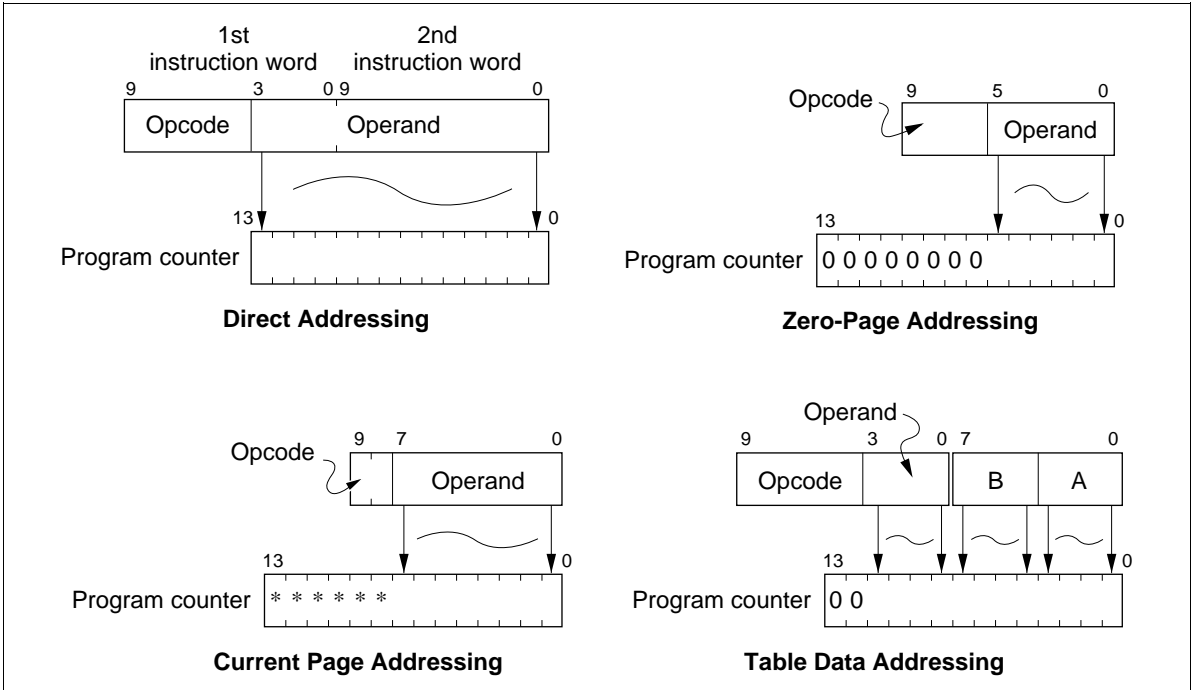 1st
instruction word
2nd
instruction word
9 3 0 9 0
Opcode Operand
13 0
Program counter
Direct Addressing
9 5 0
Opcode
Operand
13 0
Program counter 0 0 0 0 0 0 0 0
Zero-Page Addressing
9 7 0
Opcode
Operand
13 0
Program counter * * * * * *
Current Page Addressing
Operand
9 3 0 7 0
Opcode B A
13 0
Program counter 0 0
Table Data Addressing